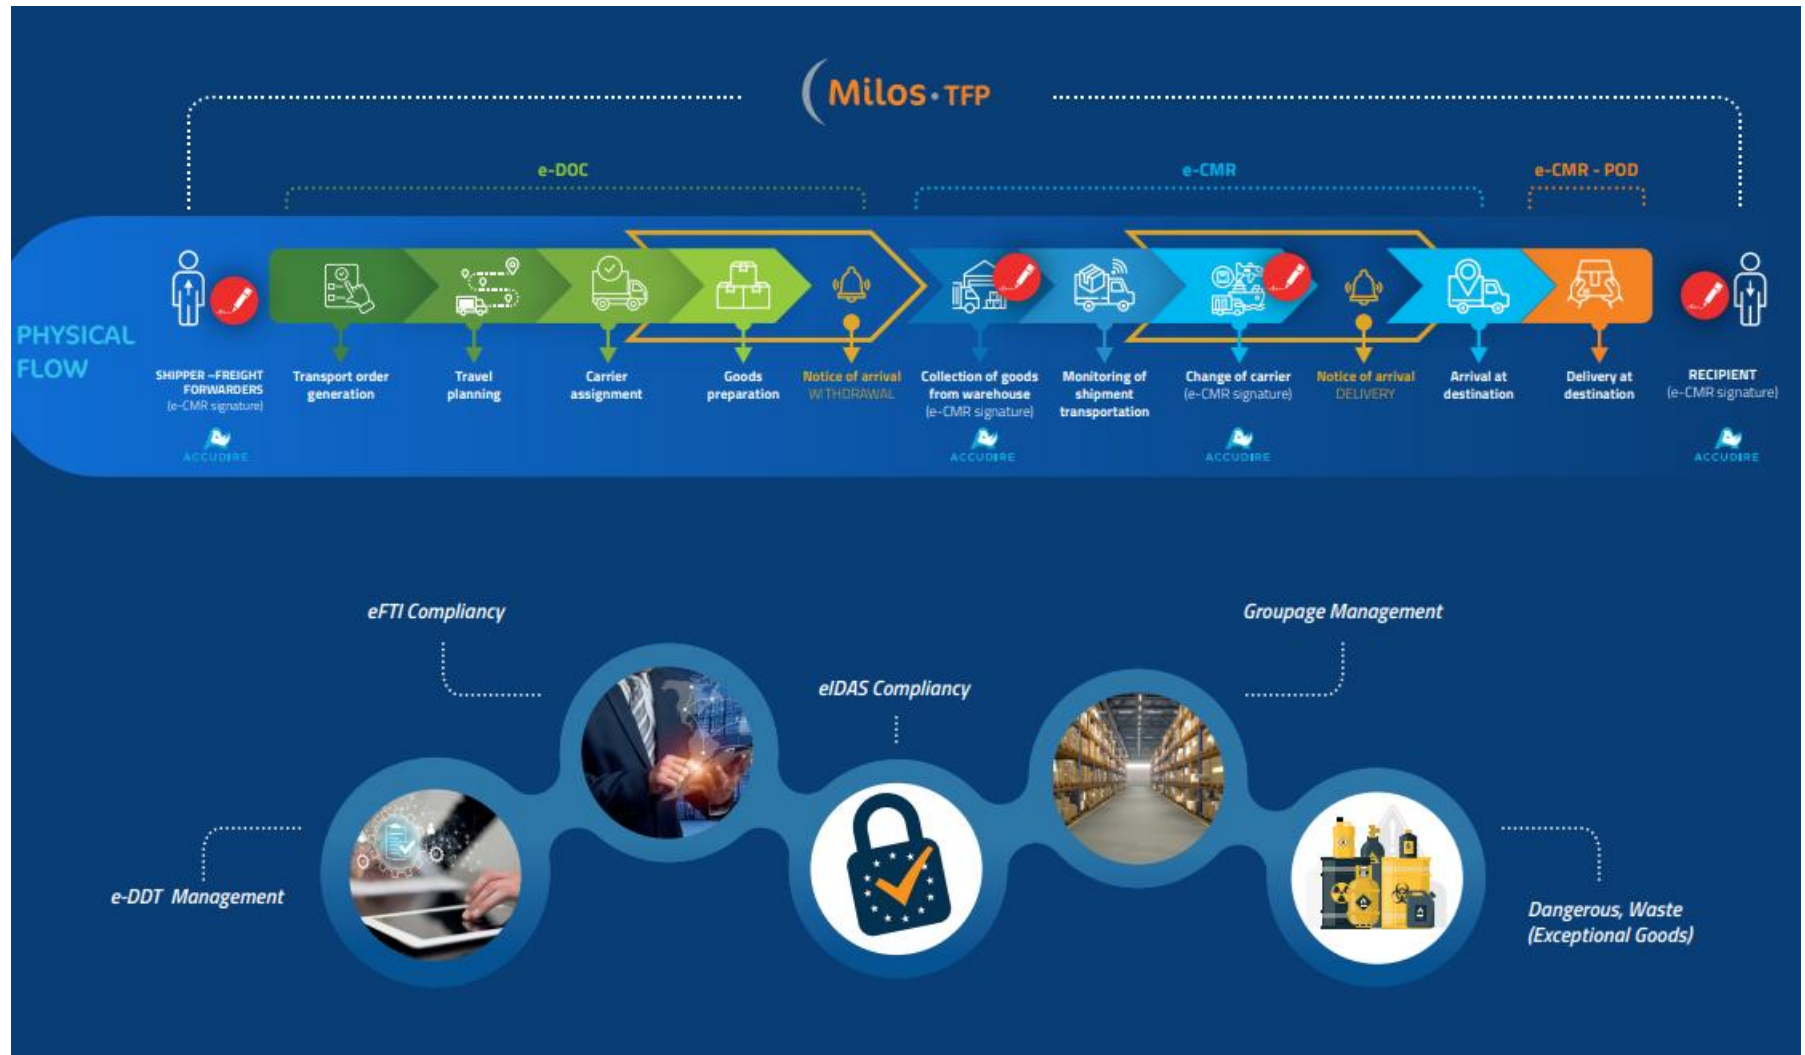 Milos • TFP
e-DOC
e-CMR
e-CMR - POD
PHYSICAL
FLOW
SHIPPER –FREIGHT
FORWARDERS
(e-CMR signature)
ACCUDIRE
Transport order
generation
Travel
planning
Carrier
assignment
Goods
preparation
Notice of arrival
WITHDRAWAL
Collection of goods
from warehouse
(e-CMR signature)
ACCUDIRE
Monitoring of
shipment
transportation
Change of carrier
(e-CMR signature)
ACCUDIRE
Notice of arrival
DELIVERY
Arrival at
destination
Delivery at
destination
RECIPIENT
(e-CMR signature)
ACCUDIRE
eFTI Compliancy
Groupage Management
eIDAS Compliancy
e-DDT Management
Dangerous, Waste
(Exceptional Goods)